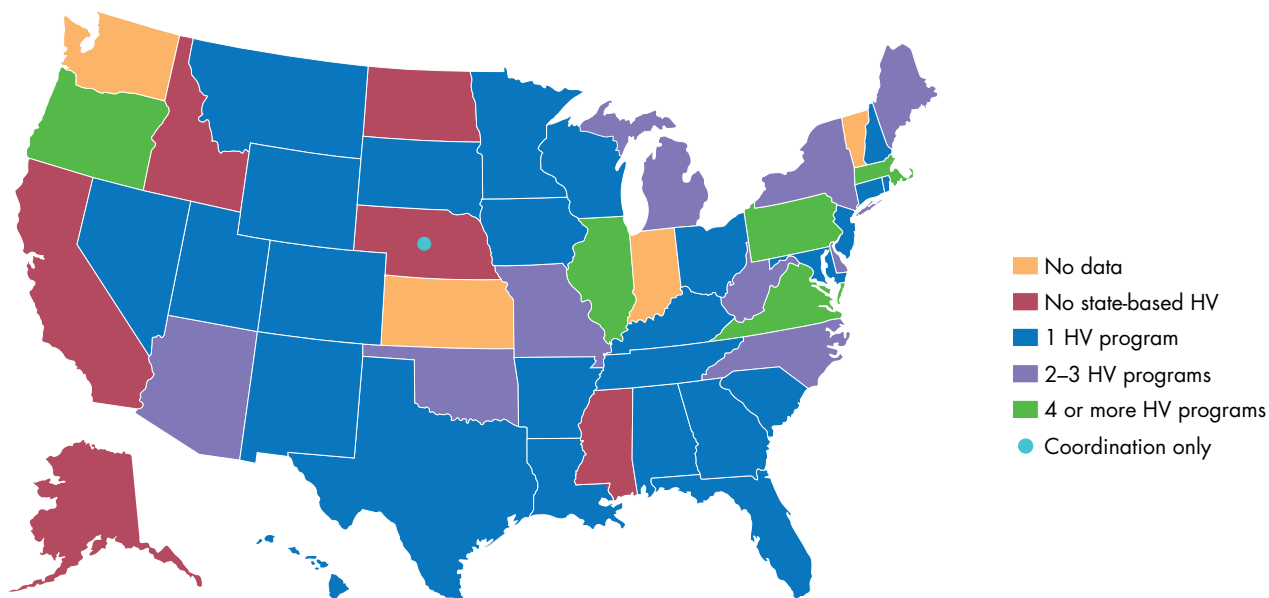 No data
No state-based HV
1 HV program
2–3 HV programs
4 or more HV programs
Coordination only